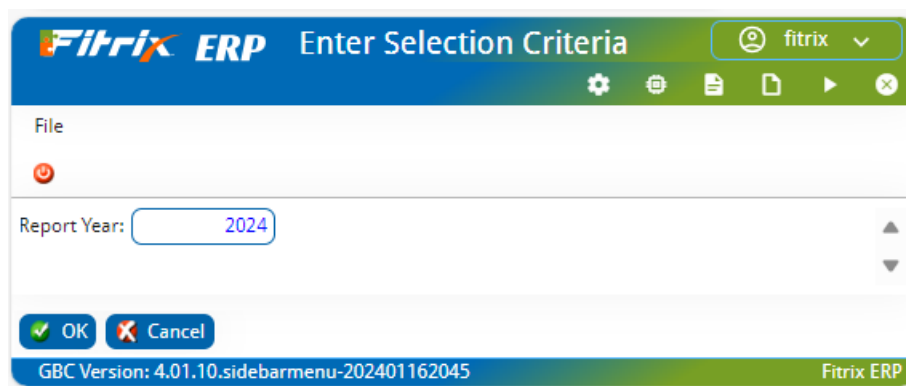 Fitrix ERP Enter Selection Criteria fitrix
File
Report Year: 2024
OK Cancel
GBC Version: 4.01.10.sidebarmenu-202401162045 Fitrix ERP